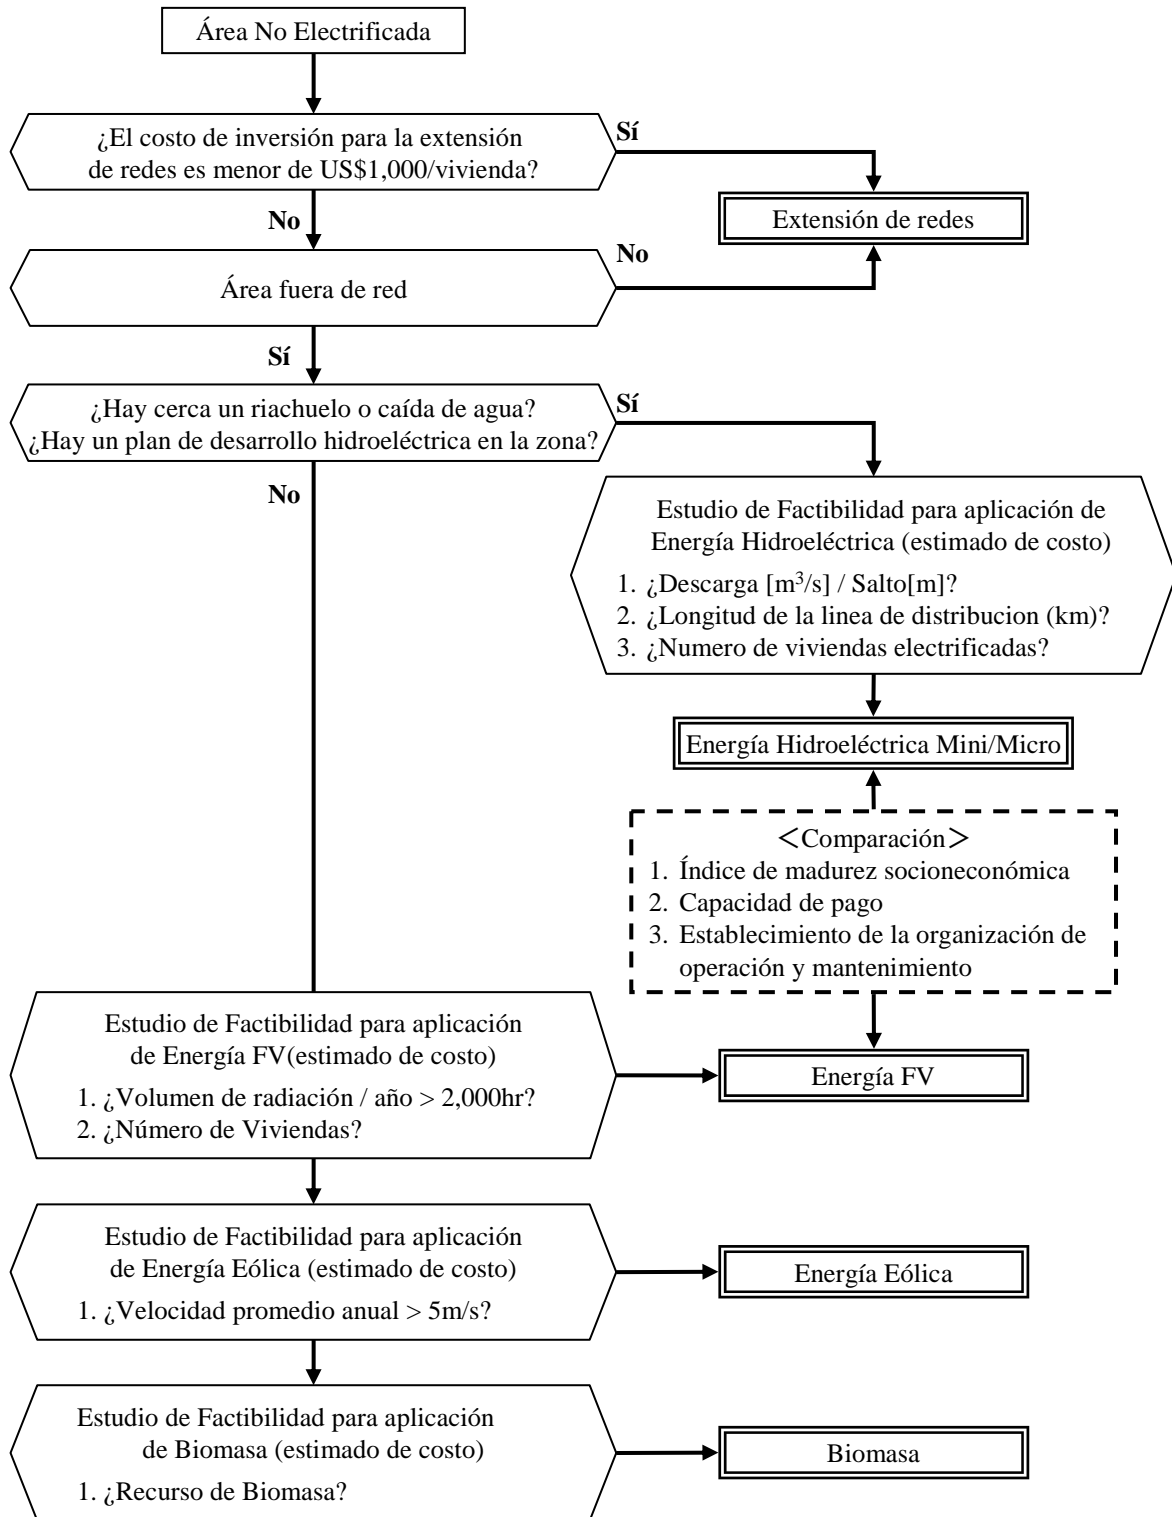 Área No Electrificada
¿El costo de inversión para la extensión
de redes es menor de US$1,000/vivienda?
Sí
Extensión de redes
No
Área fuera de red
No
Sí
¿Hay cerca un riachuelo o caída de agua?
¿Hay un plan de desarrollo hidroeléctrica en la zona?
Sí
No
Estudio de Factibilidad para aplicación de
Energía Hidroeléctrica (estimado de costo)
1. ¿Descarga [m³/s] / Salto[m]?
2. ¿Longitud de la linea de distribucion (km)?
3. ¿Numero de viviendas electrificadas?
Energía Hidroeléctrica Mini/Micro
＜Comparación＞
1. Índice de madurez socioneconómica
2. Capacidad de pago
3. Establecimiento de la organización de
operación y mantenimiento
Estudio de Factibilidad para aplicación
de Energía FV(estimado de costo)
1. ¿Volumen de radiación / año > 2,000hr?
2. ¿Número de Viviendas?
Energía FV
Estudio de Factibilidad para aplicación
de Energía Eólica (estimado de costo)
1. ¿Velocidad promedio anual > 5m/s?
Energía Eólica
Estudio de Factibilidad para aplicación
de Biomasa (estimado de costo)
1. ¿Recurso de Biomasa?
Biomasa